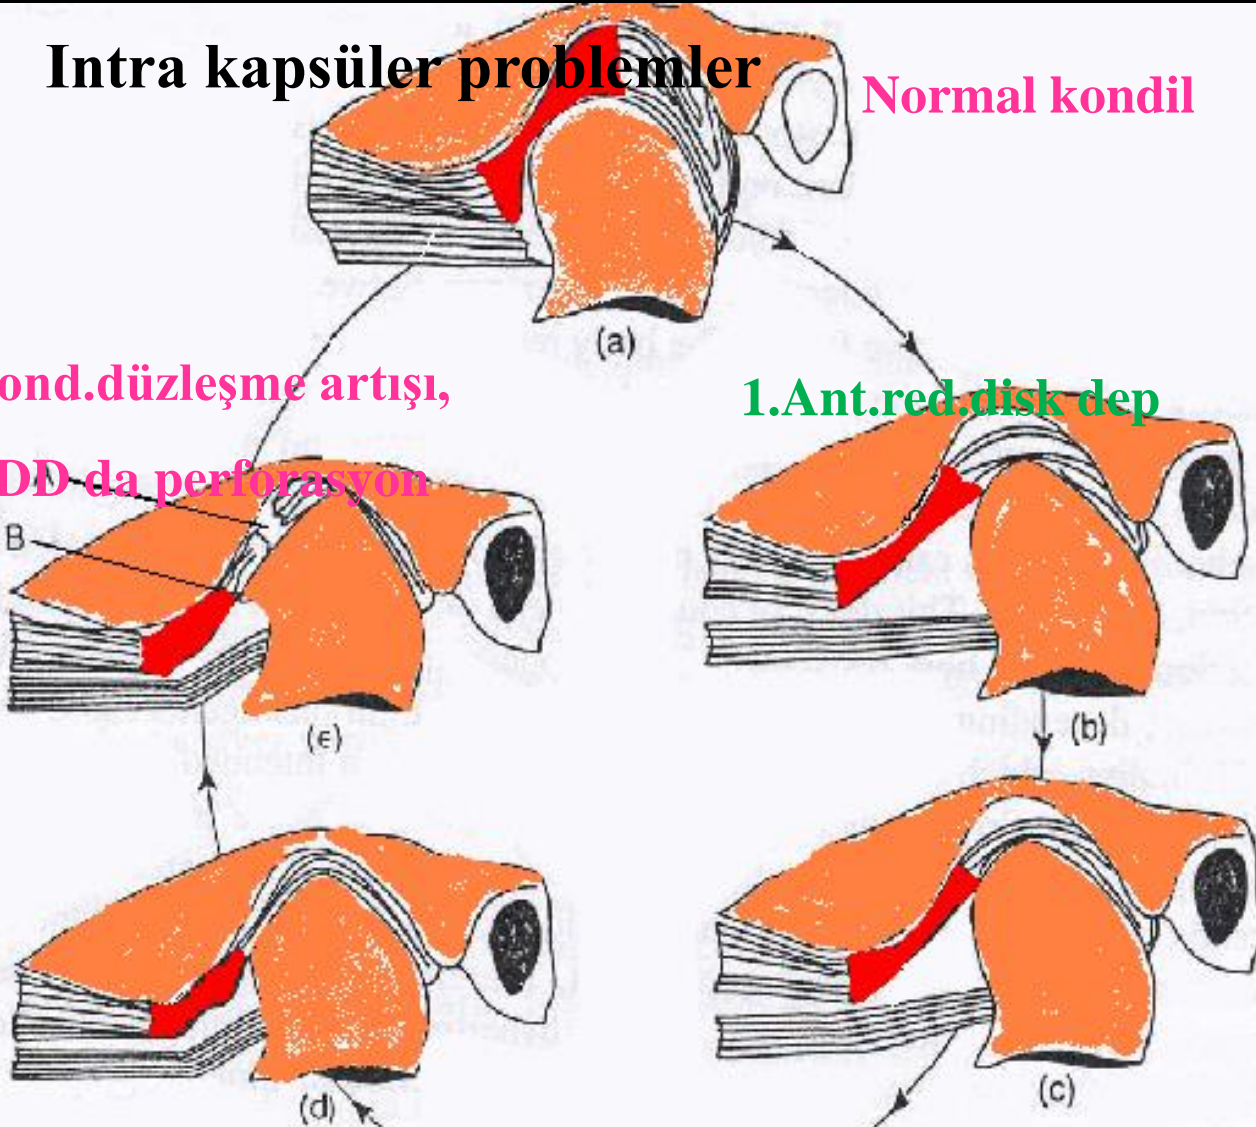 Intra kapsüler problemler
Normal kondil
(a)
ond.düzleşme artışı,
1.Ant.red.disk dep
DD da perforasyon
A
B
(e)
(b)
(d)
(c)